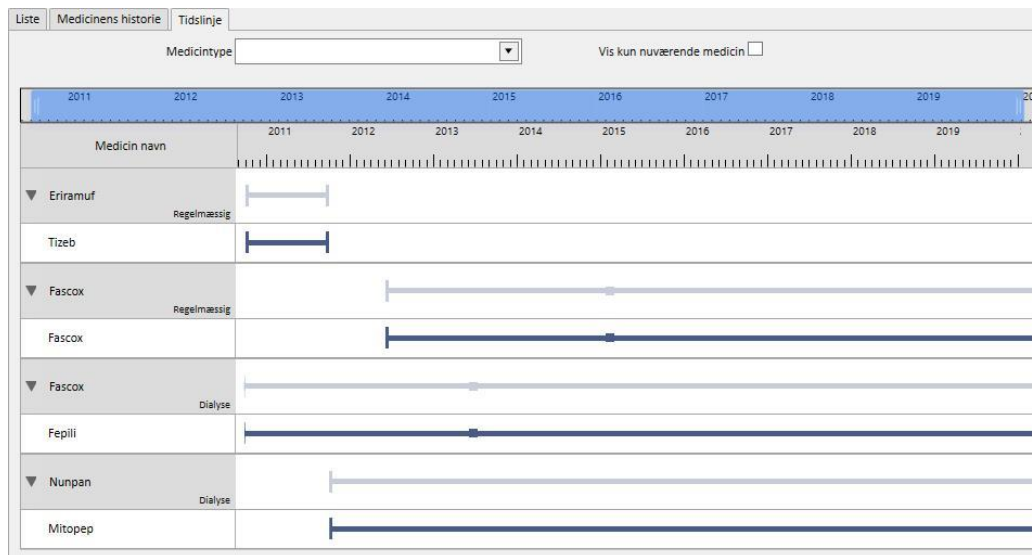 Liste Medicinens historie Tidslinje
Medicintype Vis kun nuværende medicin
2011 2012 2013 2014 2015 2016 2017 2018 2019
Medicin navn 2011 2012 2013 2014 2015 2016 2017 2018 2019
Eriramuf
Regelmæssig
Tizeb
Fascox
Regelmæssig
Fascox
Fascox
Dialyse
Fepili
Nunpan
Dialyse
Mitopep